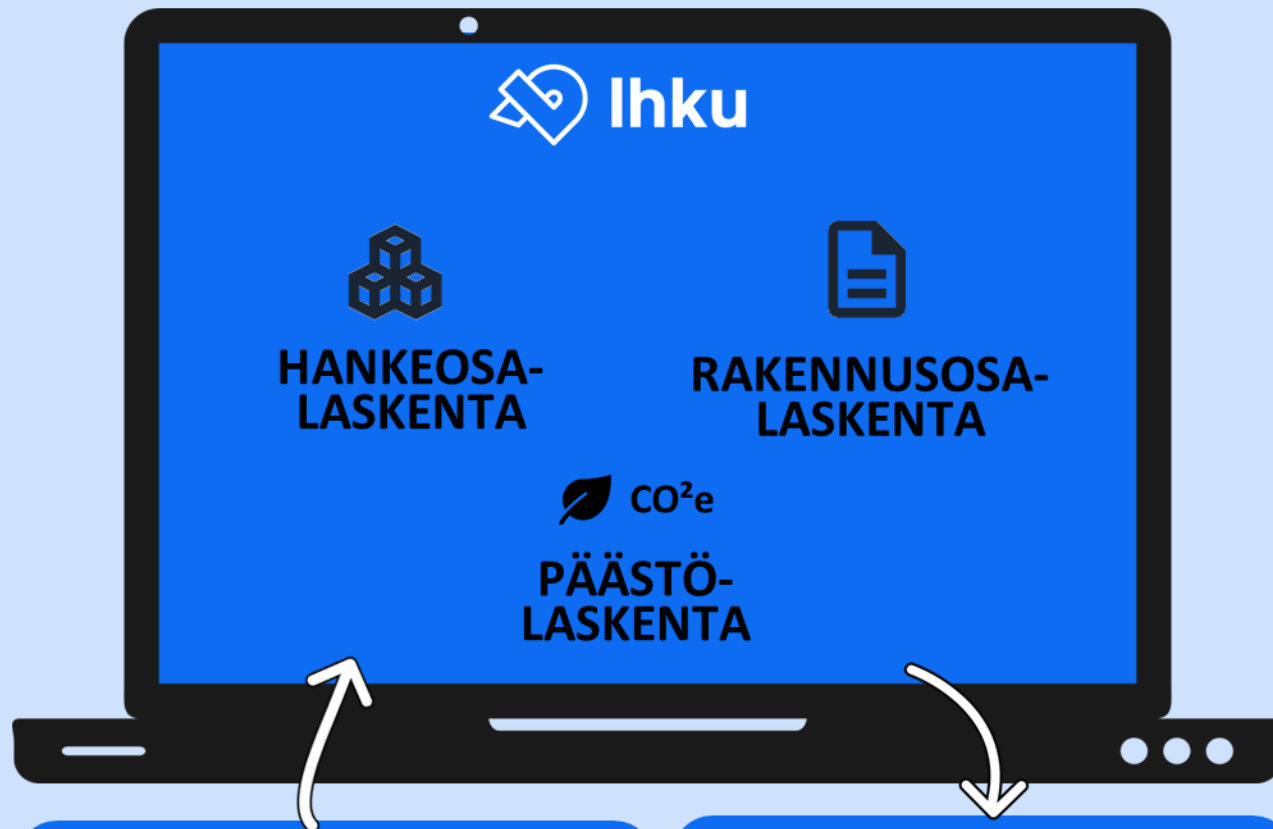 Ihku
HANKEOSA-
LASKENTA
RAKENNUSOSA-
LASKENTA
CO²e
PÄÄSTÖ-
LASKENTA